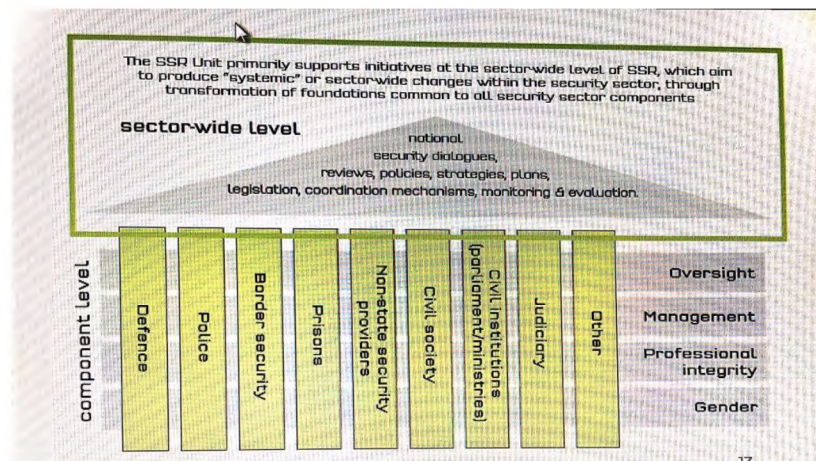 The SSR Unit primarily supports initiatives at the sector-wide level of SSR, which aim
to produce "systemic" or sector-wide changes within the security sector, through
transformation of foundations common to all security sector components
sector-wide level
national
security dialogues,
reviews, policies, strategies, plans,
legislation, coordination mechanisms, monitoring & evaluation.
component level
Defence
Police
Border security
Prisons
Non-state security
providers
Civil society
Civil institutions
(parliament/ministries)
Judiciary
Other
Oversight
Management
Professional
integrity
Gender